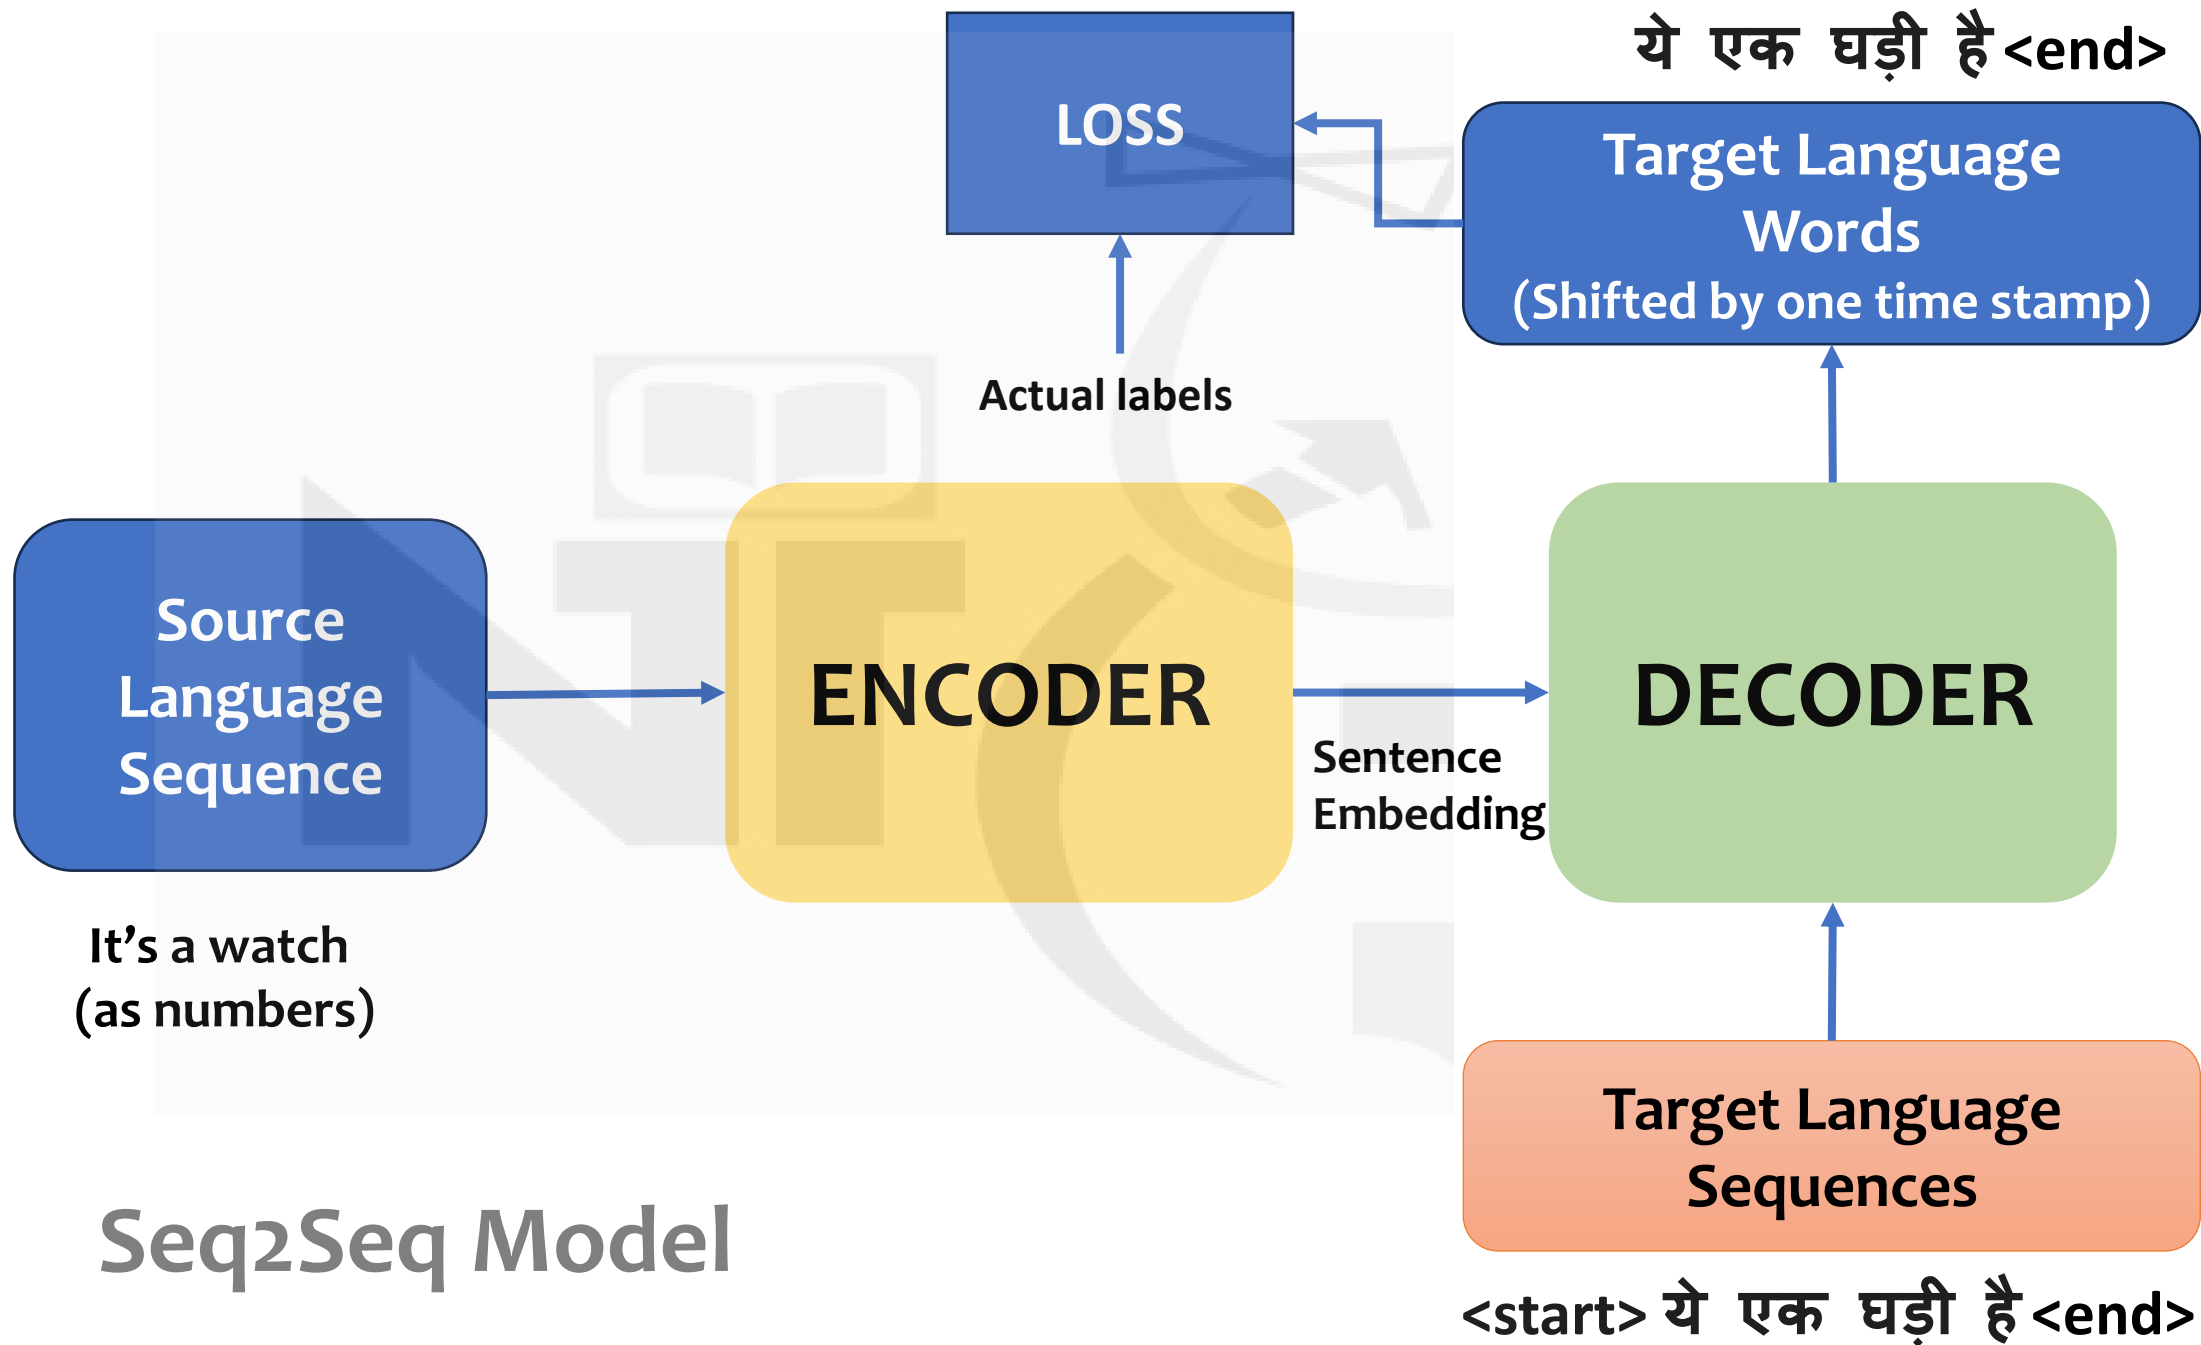 ये एक घड़ी है <end>
LOSS
Target Language
Words
(Shifted by one time stamp)
Actual labels
Source
Language
Sequence
ENCODER
DECODER
Sentence
Embedding
It’s a watch
(as numbers)
Target Language
Sequences
Seq2Seq Model
<start> ये एक घड़ी है <end>